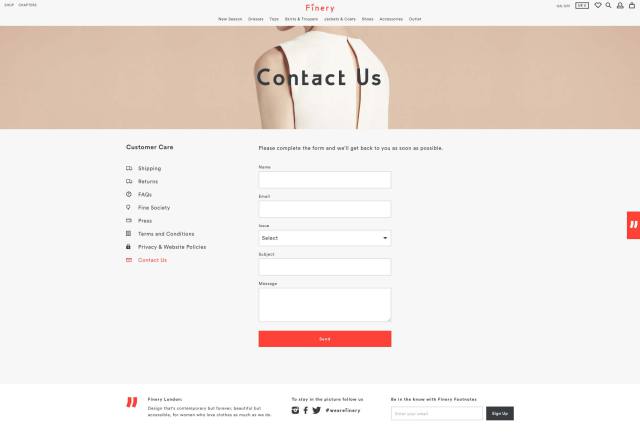 SHOP CHAPTERS
Finery
New Season Dresses Tops Skirts & Trousers Jackets & Coats Shoes Accessories Outlet
Contact Us
Customer Care
Please complete the form and we'll get back to you as soon as possible.
Shipping
Returns
FAQs
Fine Society
Press
Terms and Conditions
Privacy & Website Policies
Contact Us
Name
Email
Issue
Select
Subject
Message
Send
Finery London:
Design that's contemporary but forever, beautiful but
accessible, for women who love clothes as much as we do.
To stay in the picture follow us
#wearefinery
Be in the know with Finery Footnotes
Enter your email
Sign Up